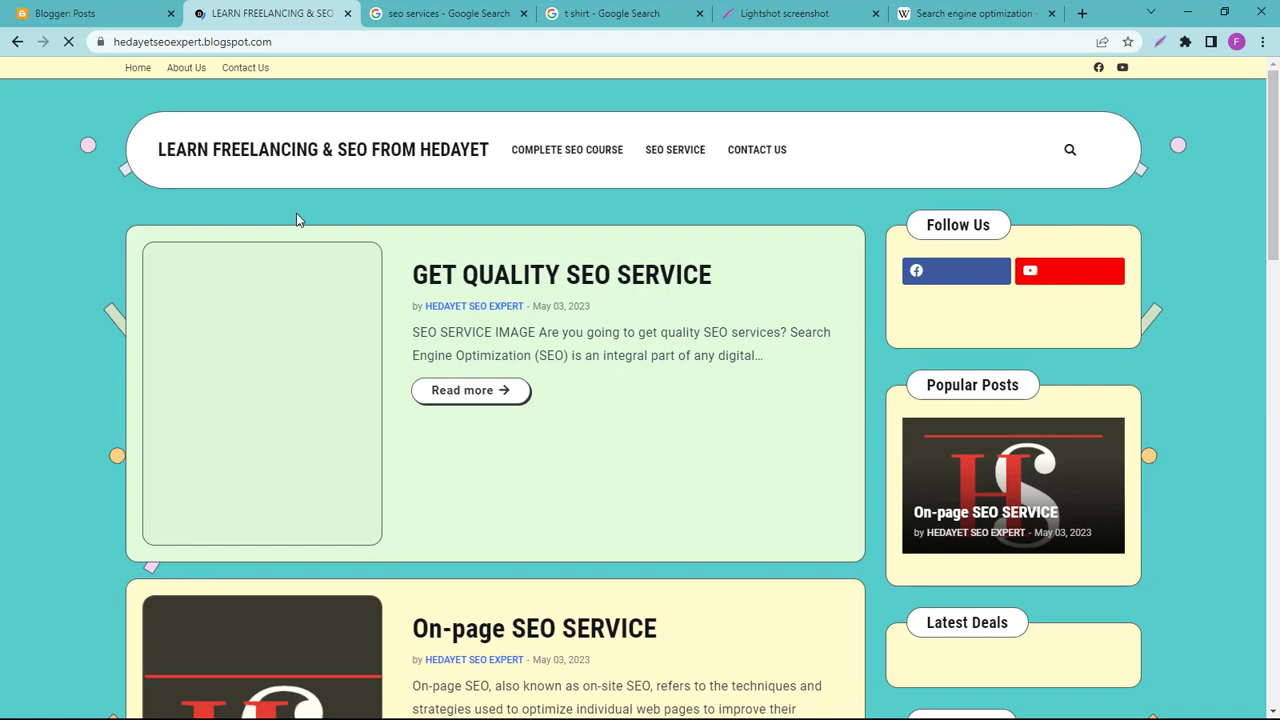 Blogger: Posts
LEARN FREELANCING & SEO
seo services - Google Search
t shirt - Google Search
Lightshot screenshot
Search engine optimization -
hedayetseoexpert.blogspot.com
F
Home About Us Contact Us
LEARN FREELANCING & SEO FROM HEDAYET
COMPLETE SEO COURSE SEO SERVICE CONTACT US
GET QUALITY SEO SERVICE
by HEDAYET SEO EXPERT - May 03, 2023
SEO SERVICE IMAGE Are you going to get quality SEO services? Search
Engine Optimization (SEO) is an integral part of any digital…
Read more
On-page SEO SERVICE
by HEDAYET SEO EXPERT - May 03, 2023
On-page SEO, also known as on-site SEO, refers to the techniques and
strategies used to optimize individual web pages to improve their
Follow Us
Popular Posts
HS
On-page SEO SERVICE
by HEDAYET SEO EXPERT - May 03, 2023
Latest Deals